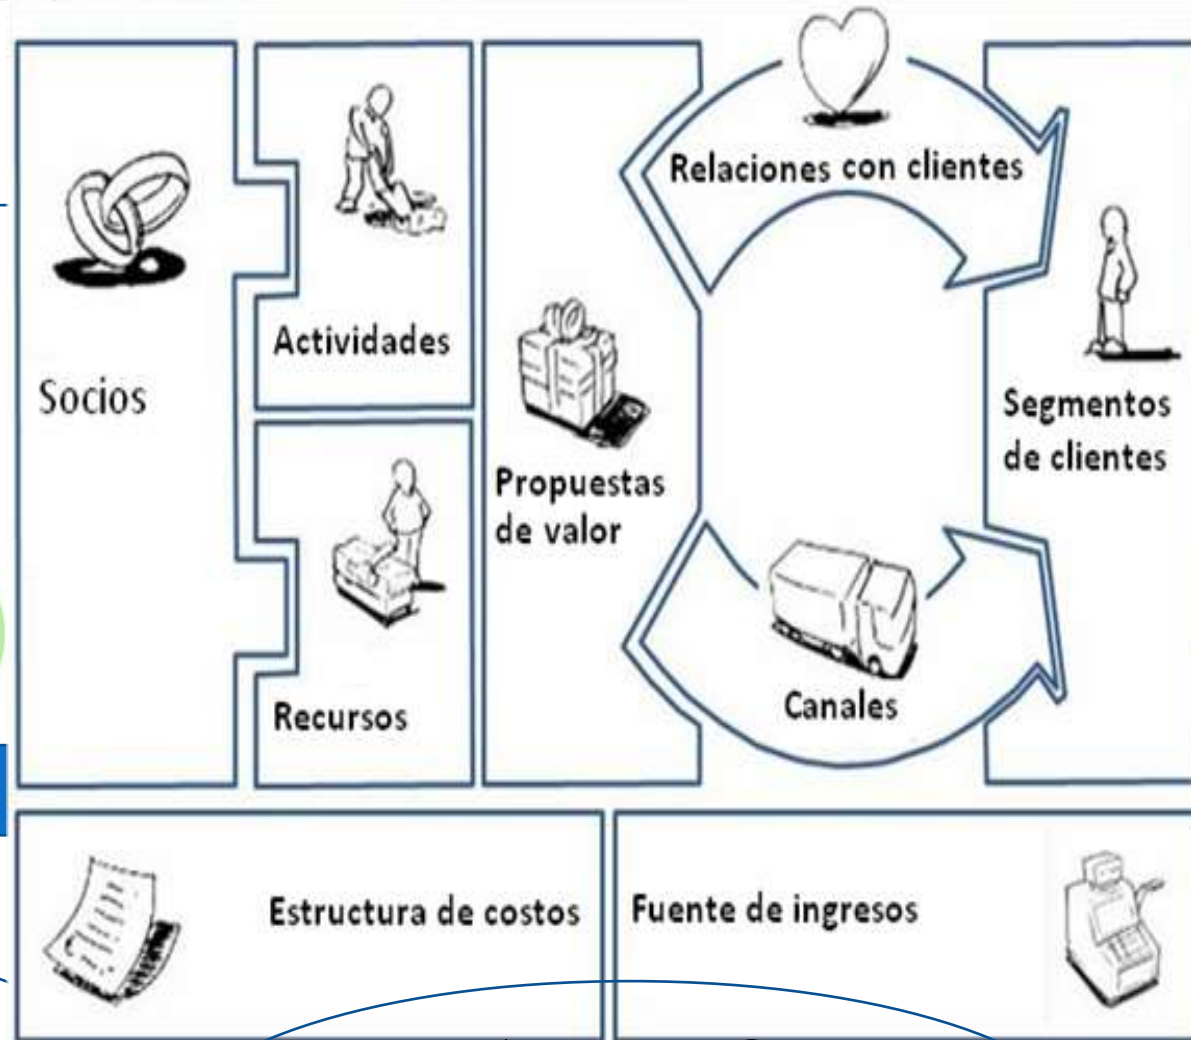 Relaciones con clientes
Actividades
Socios
Segmentos
de clientes
Propuestas
de valor
Canales
Recursos
Estructura de costos
Fuente de ingresos